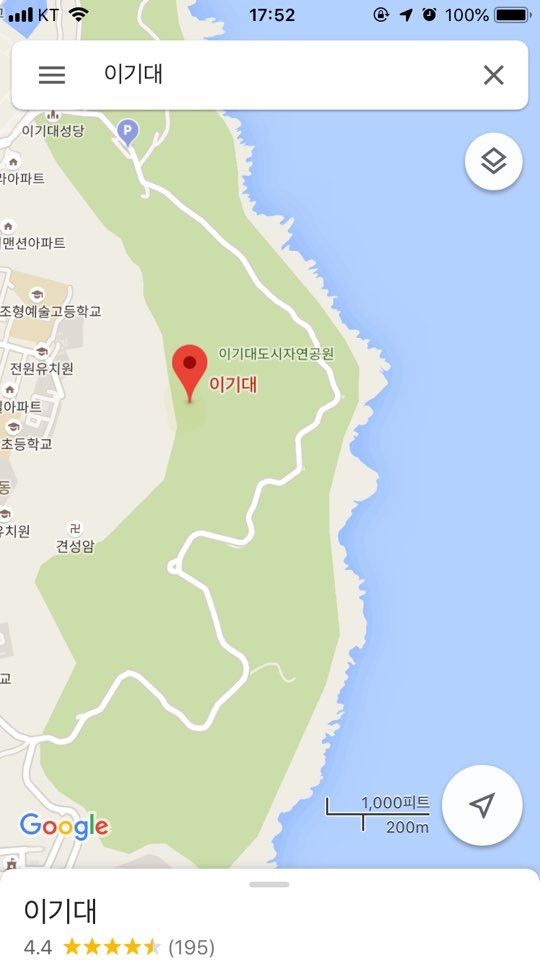 KT 17:52 100%
이기대
이기대성당
P
라아파트
맨션아파트
조형예술고등학교
이기대도시자연공원
전원유치원
이기대
초등학교
동
유치원
견성암
교
1,000피트
200m
Google
이기대
4.4 (195)